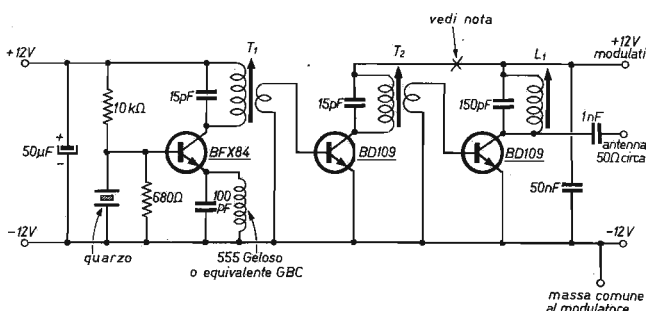 vedi nota
+12V
T1
T2
L1
+12V
modulati
10kΩ
15pF
15pF
150pF
1nF
50µF
+
-
BFX84
BD109
BD109
antenna
50Ω circa
680Ω
100
pF
50nF
-12V
-12V
quarzo
555 Geloso
o equivalente GBC
massa comune
al modulatore